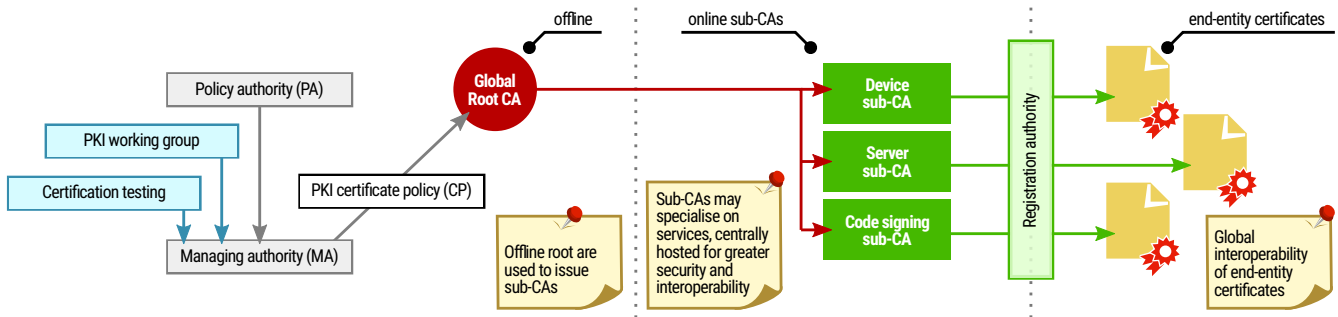 offline
online sub-CAs
end-entity certificates
Policy authority (PA)
PKI working group
Certification testing
Managing authority (MA)
PKI certificate policy (CP)
Global
Root CA
Offline root are
used to issue
sub-CAs
Sub-CAs may
specialise on
services, centrally
hosted for greater
security and
interoperability
Device
sub-CA
Server
sub-CA
Code signing
sub-CA
Registration authority
Global
interoperability
of end-entity
certificates